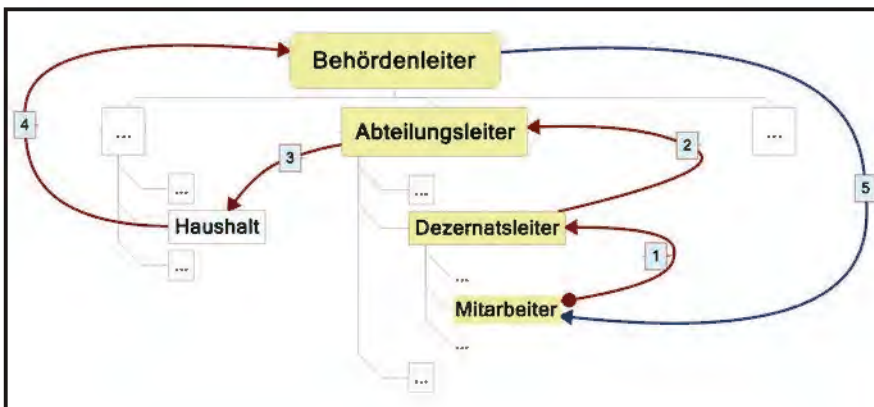 Behördenleiter
4
...
Abteilungsleiter
2
...
3
...
...
5
Haushalt
Dezernatsleiter
1
...
...
Mitarbeiter
...
...